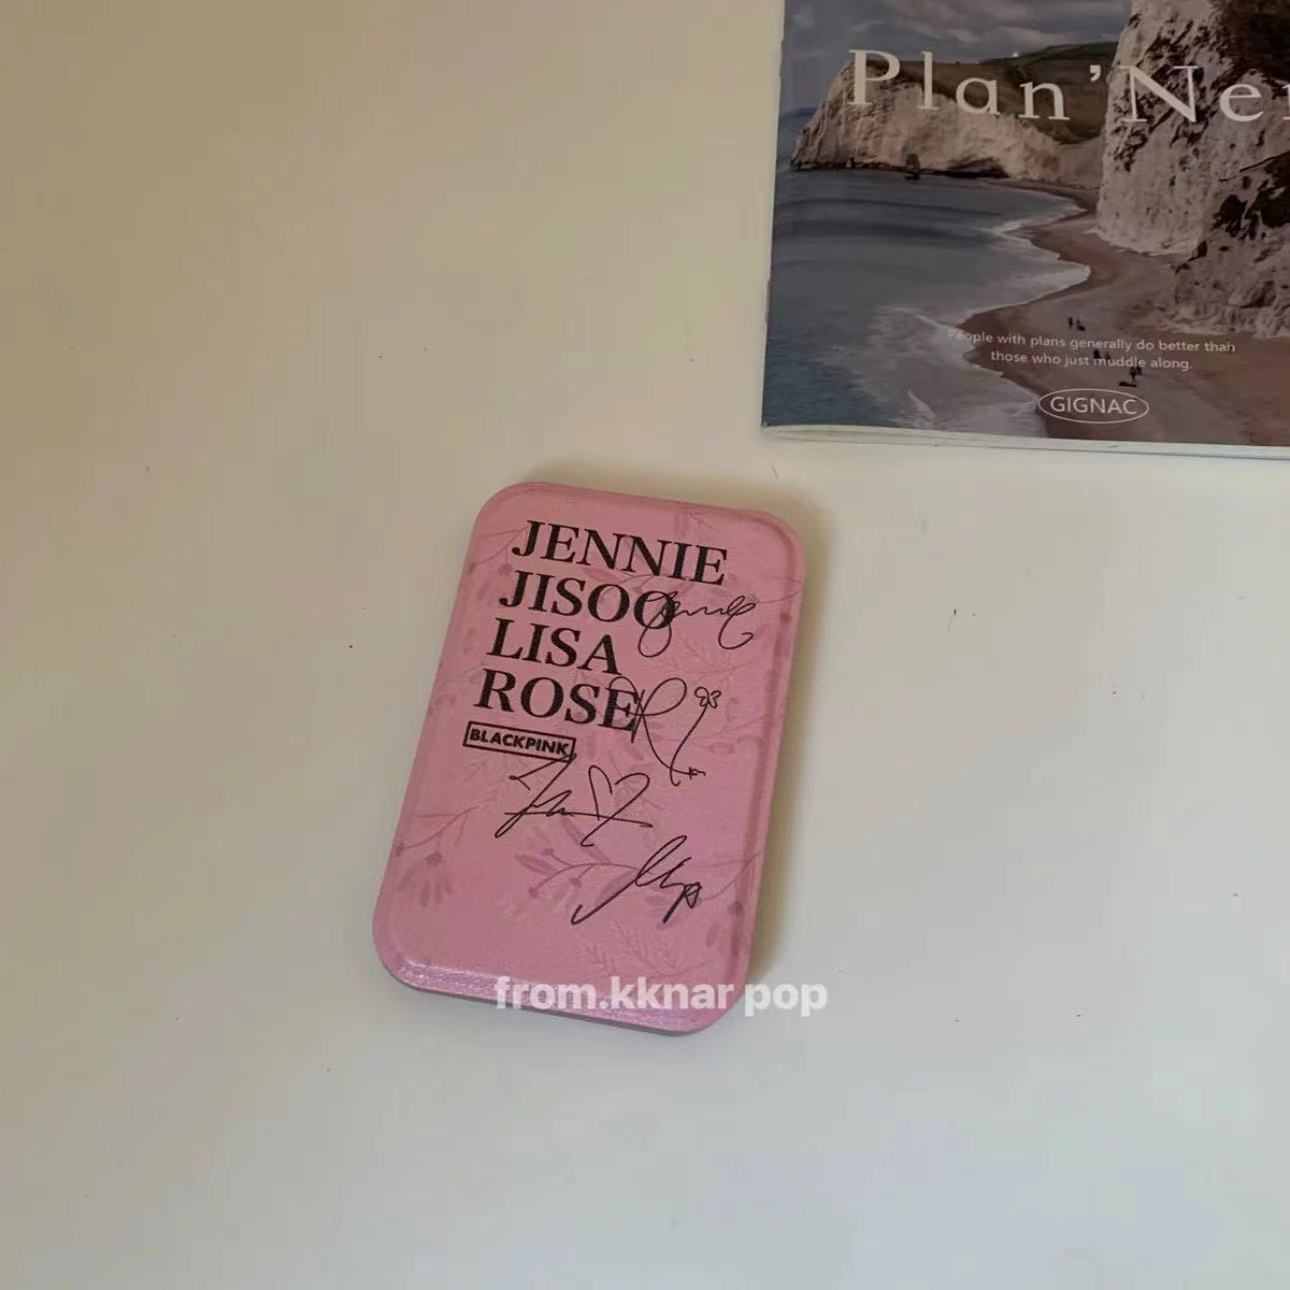 Plan'Ne
People with plans generally do better than
those who just muddle along.
GIGNAC
JENNIE
JISOO
LISA
ROSE
BLACKPINK
from.kknar pop